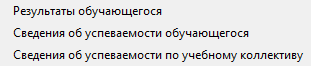 Результаты обучающегося
Сведения об успеваемости обучающегося
Сведения об успеваемости по учебному коллективу